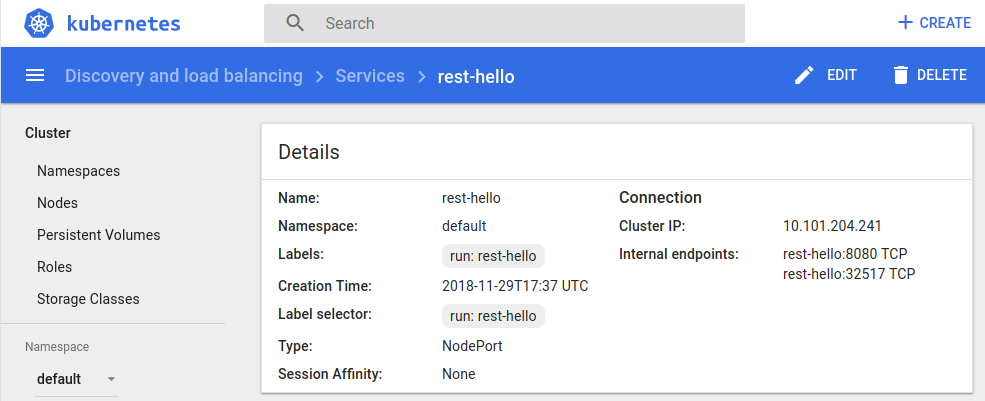 kubernetes
Search
+ CREATE
Discovery and load balancing > Services > rest-hello
EDIT
DELETE
Cluster
Namespaces
Nodes
Persistent Volumes
Roles
Storage Classes
Namespace
default
Details
Name: rest-hello
Namespace: default
Labels: run: rest-hello
Creation Time: 2018-11-29T17:37 UTC
Label selector: run: rest-hello
Type: NodePort
Session Affinity: None
Connection
Cluster IP: 10.101.204.241
Internal endpoints: rest-hello:8080 TCP
rest-hello:32517 TCP